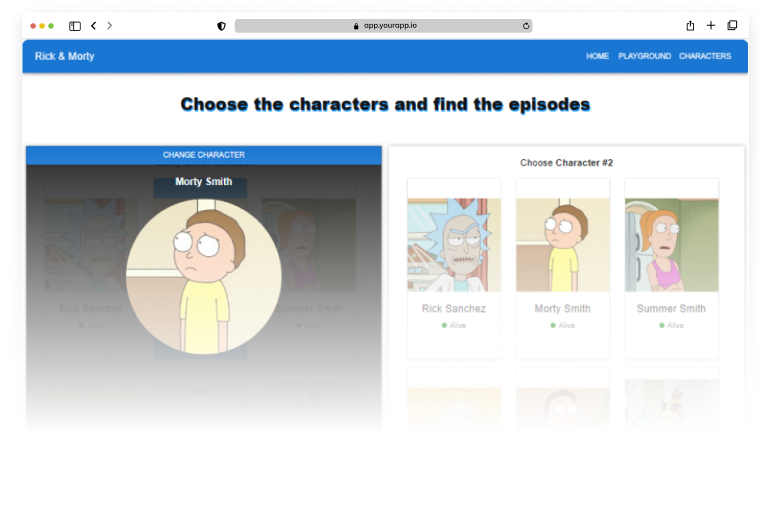 app.yourapp.io
Rick & Morty
HOME PLAYGROUND CHARACTERS
Choose the characters and find the episodes
CHANGE CHARACTER
Morty Smith
Rick Sanchez
Alive
Summer Smith
Alive
Choose Character #2
Rick Sanchez
Alive
Morty Smith
Alive
Summer Smith
Alive